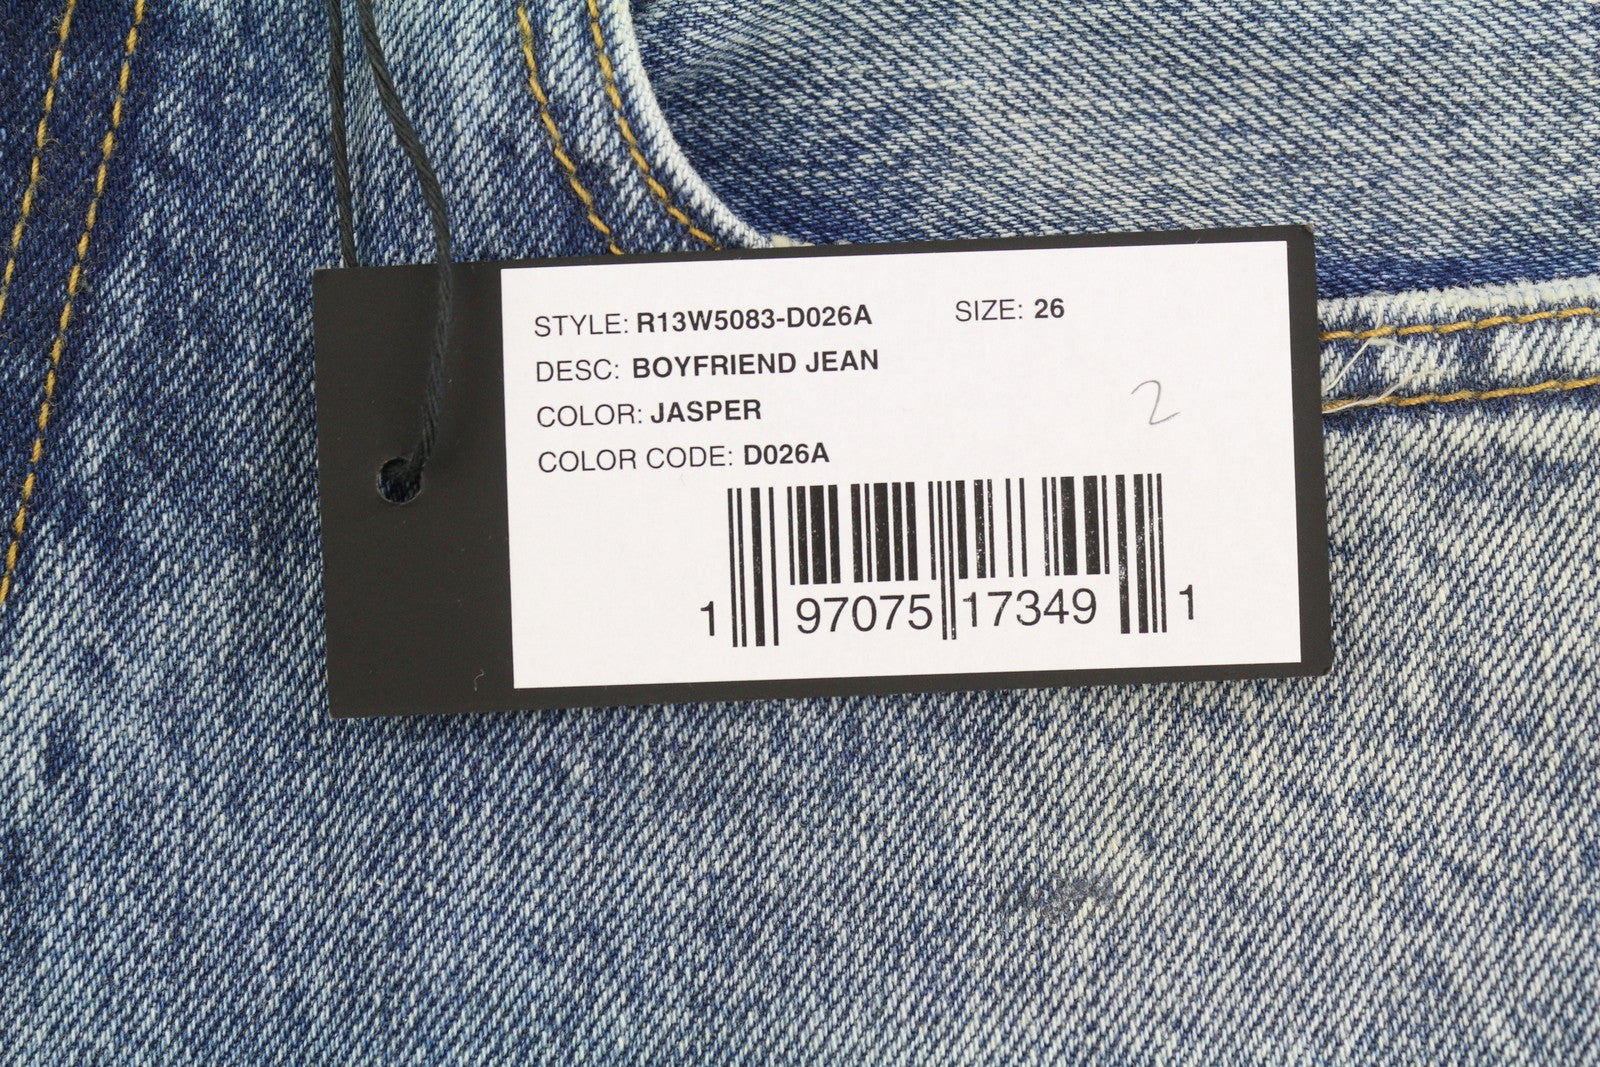 STYLE: R13W5083-D026A SIZE: 26
DESC: BOYFRIEND JEAN
COLOR: JASPER
2
COLOR CODE: D026A
1 97075 17349 1